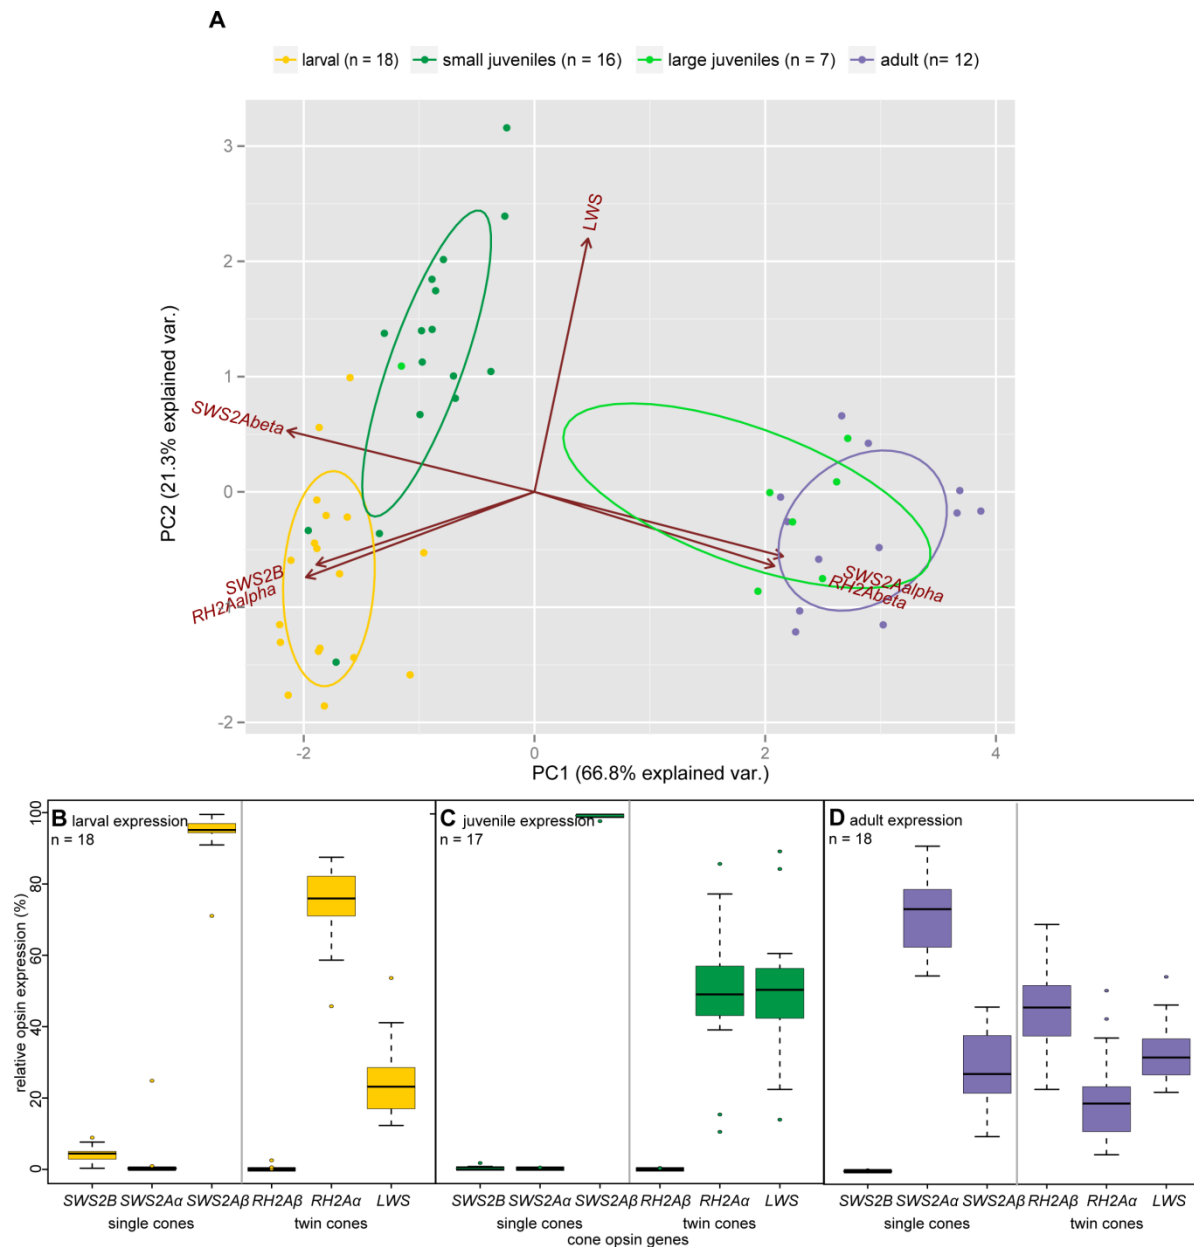 A
larval (n = 18) small juveniles (n = 16) large juveniles (n = 7) adult (n= 12)
3
2
1
0
-1
-2
PC2 (21.3% explained var.)
LWS
SWS2Abeta
SWS2B
RH2Aalpha
SWS2Aalpha
RH2Abeta
-2 0 2 4
PC1 (66.8% explained var.)
100
80
60
40
20
0
relative opsin expression (%)
B larval expression
n = 18
C juvenile expression
n = 17
D adult expression
n = 18
SWS2B SWS2Aα SWS2Aβ RH2Aβ RH2Aα LWS SWS2B SWS2Aα SWS2Aβ RH2Aβ RH2Aα LWS SWS2B SWS2Aα SWS2Aβ RH2Aβ RH2Aα LWS
single cones twin cones single cones twin cones single cones twin cones
cone opsin genes